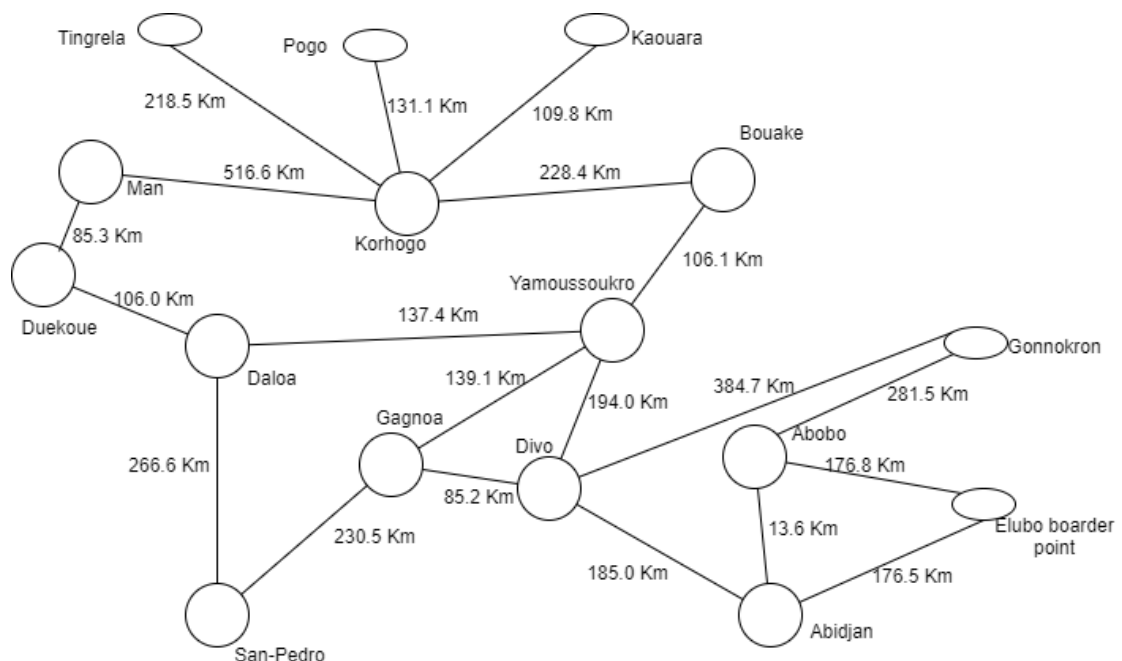 Tingrela
Pogo
Kaouara
218.5 Km
131.1 Km
109.8 Km
Bouake
Man
516.6 Km
228.4 Km
Korhogo
85.3 Km
106.1 Km
Yamoussoukro
106.0 Km
Duekoue
137.4 Km
Gonnokron
Daloa
139.1 Km
384.7 Km
194.0 Km
281.5 Km
Gagnoa
Divo
Abobo
266.6 Km
176.8 Km
85.2 Km
230.5 Km
13.6 Km
Elubo boarder
point
185.0 Km
176.5 Km
Abidjan
San-Pedro